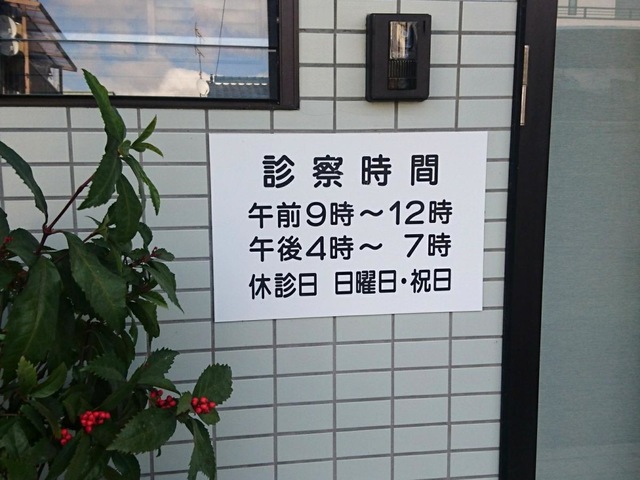 診察時間
午前9時～12時
午後4時～ 7時
休診日 日曜日・祝日